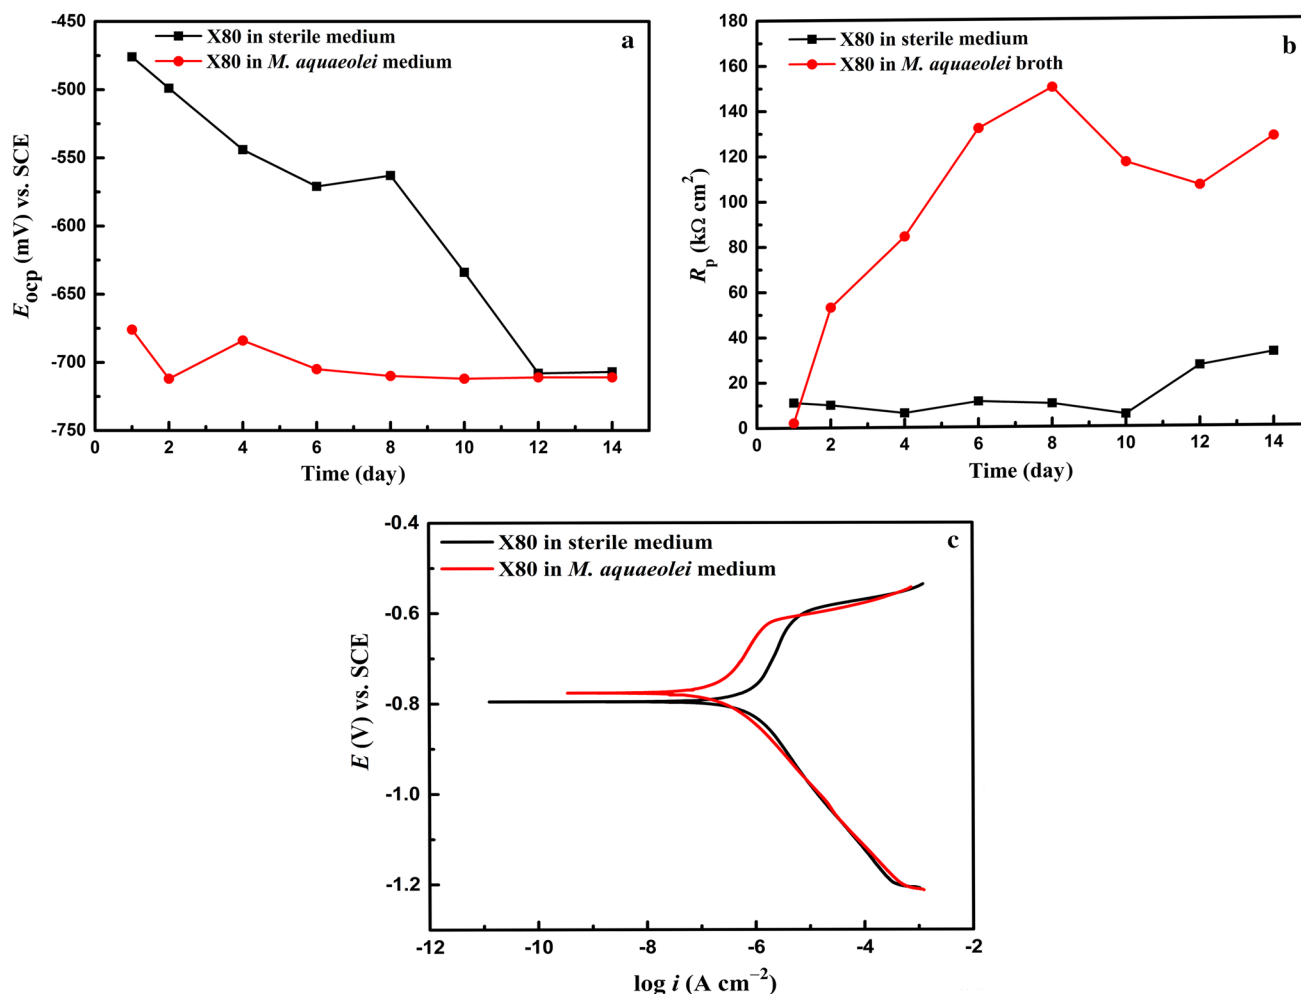 a
X80 in sterile medium
X80 in M. aquaeolei medium
-450
-500
-550
-600
-650
-700
-750
0 2 4 6 8 10 12 14
Time (day)
Eocp (mV) vs. SCE
b
X80 in sterile medium
X80 in M. aquaeolei broth
180
160
140
120
100
80
60
40
20
0
0 2 4 6 8 10 12 14
Time (day)
Rp (kΩ cm²)
c
X80 in sterile medium
X80 in M. aquaeolei medium
-0.4
-0.6
-0.8
-1.0
-1.2
-12 -10 -8 -6 -4 -2
log i (A cm⁻²)
E (V) vs. SCE